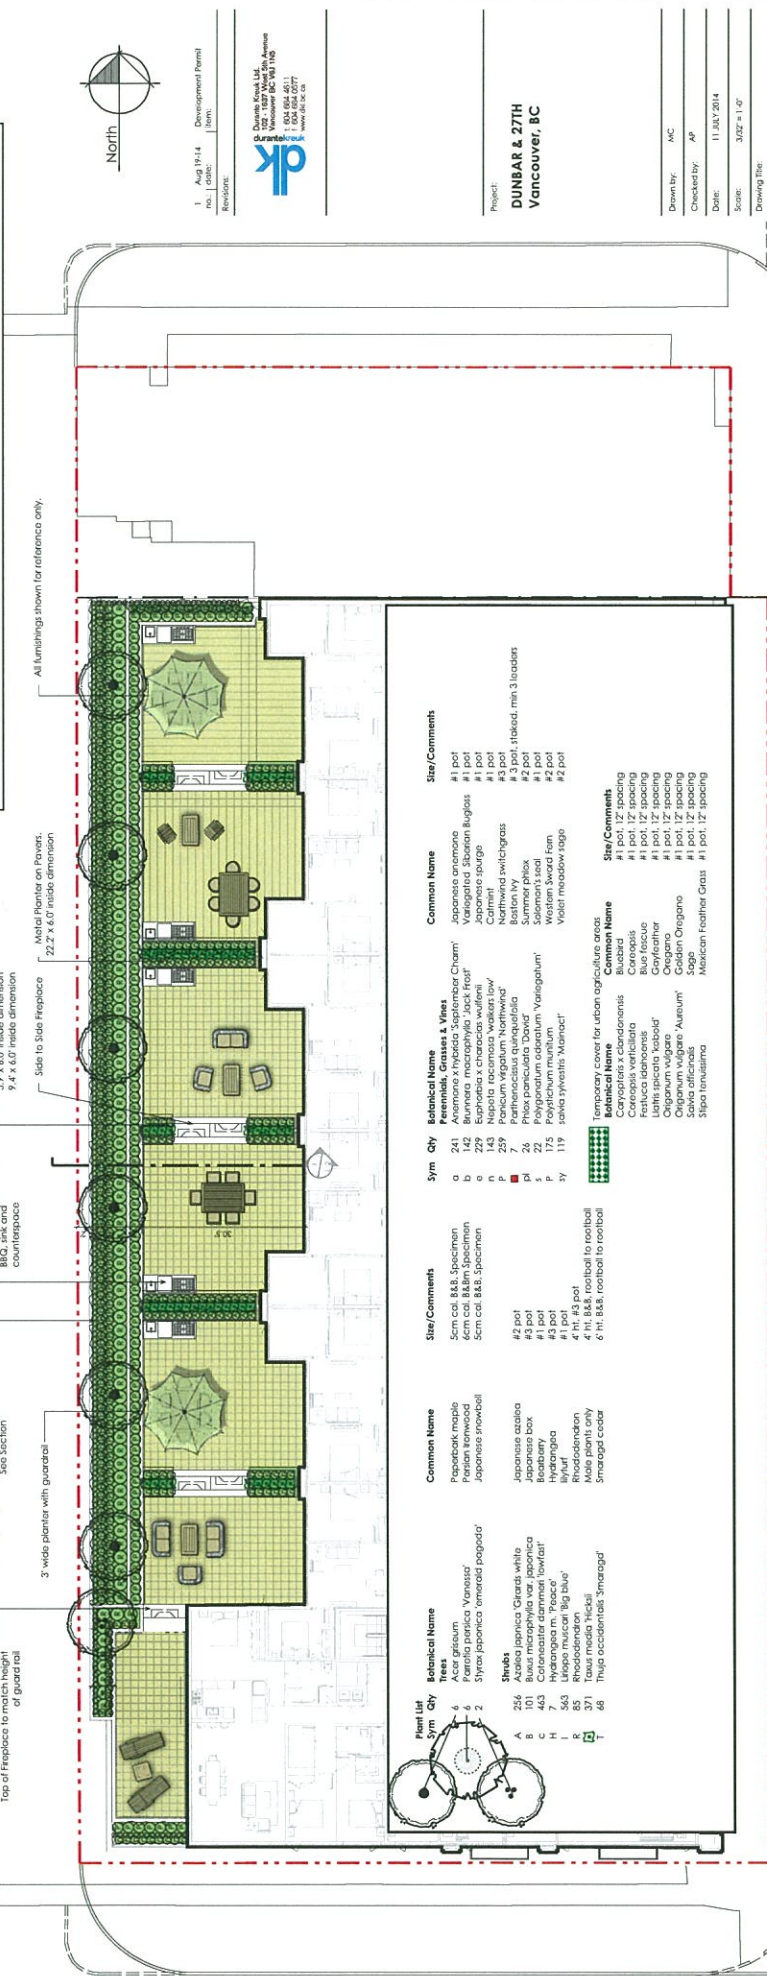 North
1 Aug 19-14 Development Permit
no.: date: Item:
Revisions:
Durante Kreuk Ltd.
102 - 1637 West 5th Avenue
Vancouver BC V6J 1N5
t: 604 684 4611
f: 604 684 0577
www.dkl.bc.ca
durantekreuk
dk
Project:
DUNBAR & 27TH
Vancouver, BC
Drawn by: MC
Checked by: AP
Date: 11 JULY 2014
Scale: 3/32" = 1'-0"
Drawing Title:
All furnishings shown for reference only.
Metal Planter on Pavers.
22.2' x 6.0' inside dimension
9.4' x 6.0' inside dimension
Side to Side Fireplace
BBQ, sink and
counterspace
See Section
3' wide planter with guardrail
Top of Fireplace to match height
of guard rail
30.5'
Plant List
Sym Qty Botanical Name Common Name Size/Comments
Trees
6 Acer griseum Paperbark maple 5cm cal. B&B, Specimen
6 Parrotia persica 'Vanessa' Persian Ironwood 6cm cal. B&Bm Specimen
2 Styrax japonica 'emerald pagoda' Japanese snowbell 5cm cal. B&B, Specimen
Shrubs
A 256 Azalea japnica 'Girards white Japanese azalea #2 pot
B 101 Buxus microphylla var. japonica Japanese box #3 pot
C 463 Cotoneaster dammeri 'lowfast' Bearberry #1 pot
H 7 Hydrangea m. 'Peace' Hydrangea #3 pot
l 563 Liriope muscari 'Big blue' lilyturf #1 pot
R 85 Rhododendron Rhododendron 4' ht, #3 pot
371 Taxus media 'Hicksii Male plants only 4' ht, B&B, rootball to rootball
T 68 Thuja occidentalis 'Smaragd' Smaragd cedar 6' ht, B&B, rootball to rootball
Sym Qty Botanical Name Common Name Size/Comments
Perennials, Grasses & Vines
a 241 Anemone x hybrida 'September Charm' Japanese anemone #1 pot
b 142 Brunnera macrophylla 'Jack Frost' Variegated Siberian Bugloss #1 pot
e 229 Euphorbia x characias wulfenii Japanese spurge #1 pot
n 143 Nepeta racemosa 'walkers low' Catmint #1 pot
P 259 Panicum virgatum 'Northwind' Northwind switchgrass #3 pot
7 Parthenocissus quinquefolia Boston Ivy # 3 pot, staked, min 3 leaders
pl 26 Phlox paniculata 'David' Summer phlox #2 pot
s 22 Polygonatum odoratum 'Variegatum' Solomon's seal #1 pot
P 175 Polystichum munitum Western Sword Fern #2 pot
sy 119 salvia sylvestris 'Mainact' Violet meadow sage #2 pot
Temporary cover for urban agriculture areas
Botanical Name Common Name Size/Comments
Caryopteris x clandonensis Bluebird #1 pot, 12" spacing
Coreopsis verticillata Coreopsis #1 pot, 12" spacing
Festuca idahoensis Blue fescue #1 pot, 12" spacing
Liatris spicata 'kobold' Gayfeather #1 pot, 12" spacing
Origanum vulgare Oregano #1 pot, 12" spacing
Origanum vulgare 'Aureum' Golden Oregano #1 pot, 12" spacing
Salvia officinalis Sage #1 pot, 12" spacing
Stipa tenuisima Mexican Feather Grass #1 pot, 12" spacing